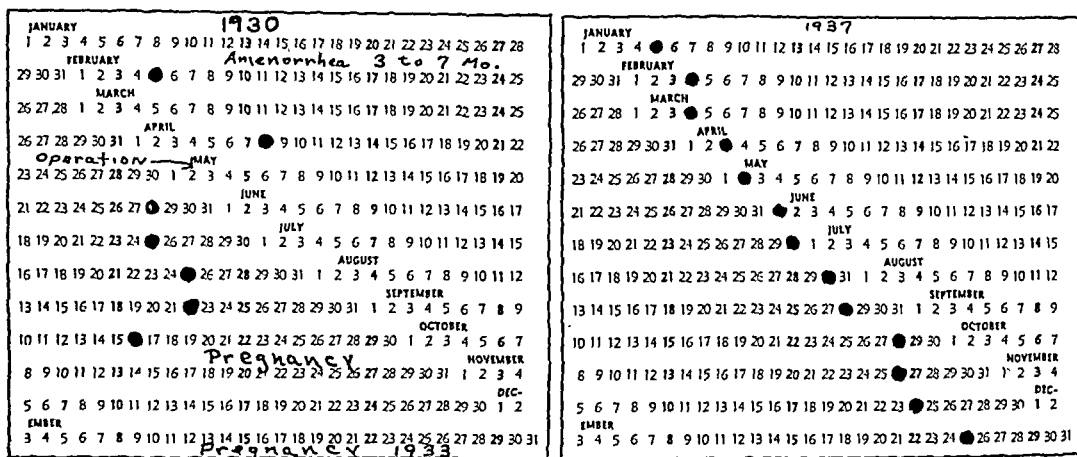 1930
JANUARY
1 2 3 4 5 6 7 8 9 10 11 12 13 14 15 16 17 18 19 20 21 22 23 24 25 26 27 28
Amenorrhea 3 to 7 Mo.
FEBRUARY
29 30 31 1 2 3 4 ● 6 7 8 9 10 11 12 13 14 15 16 17 18 19 20 21 22 23 24 25
MARCH
26 27 28 1 2 3 4 5 6 7 8 9 10 11 12 13 14 15 16 17 18 19 20 21 22 23 24 25
APRIL
26 27 28 29 30 31 1 2 3 4 5 6 7 ● 9 10 11 12 13 14 15 16 17 18 19 20 21 22
Operation MAY
23 24 25 26 27 28 29 30 1 2 3 4 5 6 7 8 9 10 11 12 13 14 15 16 17 18 19 20
JUNE
21 22 23 24 25 26 27 ● 29 30 31 1 2 3 4 5 6 7 8 9 10 11 12 13 14 15 16 17
JULY
18 19 20 21 22 23 24 ● 26 27 28 29 30 1 2 3 4 5 6 7 8 9 10 11 12 13 14 15
AUGUST
16 17 18 19 20 21 22 23 24 ● 26 27 28 29 30 31 1 2 3 4 5 6 7 8 9 10 11 12
SEPTEMBER
13 14 15 16 17 18 19 20 21 ● 23 24 25 26 27 28 29 30 31 1 2 3 4 5 6 7 8 9
OCTOBER
10 11 12 13 14 15 ● 17 18 19 20 21 22 23 24 25 26 27 28 29 30 1 2 3 4 5 6 7
Pregnancy NOVEMBER
8 9 10 11 12 13 14 15 16 17 18 19 20 21 22 23 24 25 26 27 28 29 30 31 1 2 3 4
DEC-
5 6 7 8 9 10 11 12 13 14 15 16 17 18 19 20 21 22 23 24 25 26 27 28 29 30 1 2
EMBER
3 4 5 6 7 8 9 10 11 12 13 14 15 16 17 18 19 20 21 22 23 24 25 26 27 28 29 30 31
Pregnancy 1933
1937
JANUARY
1 2 3 4 ● 6 7 8 9 10 11 12 13 14 15 16 17 18 19 20 21 22 23 24 25 26 27 28
FEBRUARY
29 30 31 1 2 3 ● 5 6 7 8 9 10 11 12 13 14 15 16 17 18 19 20 21 22 23 24 25
MARCH
26 27 28 1 2 3 ● 5 6 7 8 9 10 11 12 13 14 15 16 17 18 19 20 21 22 23 24 25
APRIL
26 27 28 29 30 31 1 2 ● 4 5 6 7 8 9 10 11 12 13 14 15 16 17 18 19 20 21 22
MAY
23 24 25 26 27 28 29 30 1 ● 3 4 5 6 7 8 9 10 11 12 13 14 15 16 17 18 19 20
JUNE
21 22 23 24 25 26 27 28 29 30 31 ● 2 3 4 5 6 7 8 9 10 11 12 13 14 15 16 17
JULY
18 19 20 21 22 23 24 25 26 27 28 29 ● 1 2 3 4 5 6 7 8 9 10 11 12 13 14 15
AUGUST
16 17 18 19 20 21 22 23 24 25 26 27 28 29 ● 31 1 2 3 4 5 6 7 8 9 10 11 12
SEPTEMBER
13 14 15 16 17 18 19 20 21 22 23 24 25 26 27 ● 29 30 31 1 2 3 4 5 6 7 8 9
OCTOBER
10 11 12 13 14 15 16 17 18 19 20 21 22 23 24 25 26 27 ● 29 30 1 2 3 4 5 6 7
NOVEMBER
8 9 10 11 12 13 14 15 16 17 18 19 20 21 22 23 24 25 ● 27 28 29 30 31 1 2 3 4
DEC-
5 6 7 8 9 10 11 12 13 14 15 16 17 18 19 20 21 22 23 ● 25 26 27 28 29 30 1 2
EMBER
3 4 5 6 7 8 9 10 11 12 13 14 15 16 17 18 19 20 21 22 23 24 ● 26 27 28 29 30 31